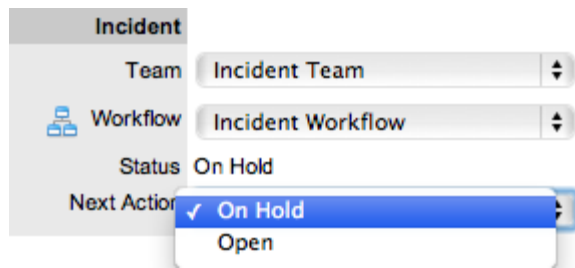 Incident
Team Incident Team
Workflow Incident Workflow
Status On Hold
Next Action ✓ On Hold
Open